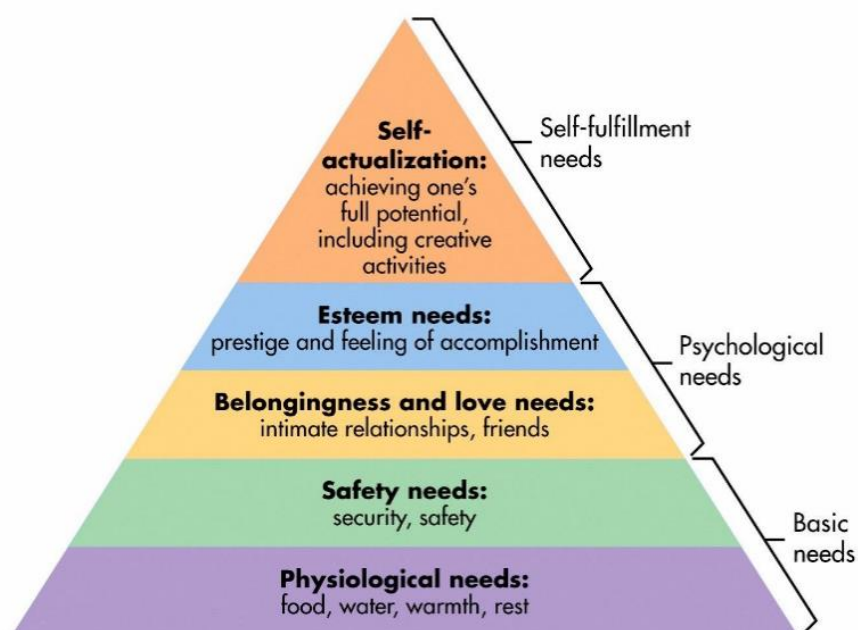 Self-
actualization:
achieving one's
full potential,
including creative
activities
Self-fulfillment
needs
Esteem needs:
prestige and feeling of accomplishment
Psychological
needs
Belongingness and love needs:
intimate relationships, friends
Safety needs:
security, safety
Basic
needs
Physiological needs:
food, water, warmth, rest